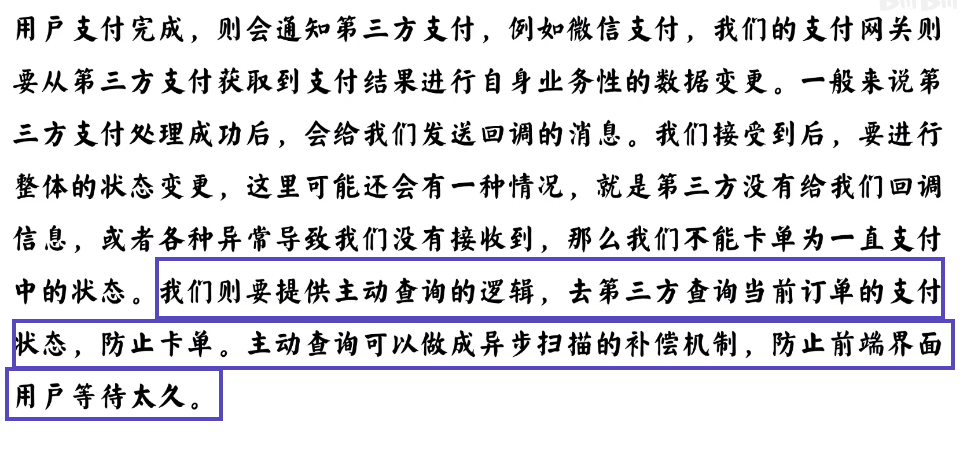 用户支付完成，则会通知第三方支付，例如微信支付，我们的支付网关则
要从第三方支付获取到支付结果进行自身业务性的数据变更。一般来说第
三方支付处理成功后，会给我们发送回调的消息。我们接受到后，要进行
整体的状态变更，这里可能还会有一种情况，就是第三方没有给我们回调
信息，或者各种异常导致我们没有接收到，那么我们不能卡单为一直支付
中的状态。我们则要提供主动查询的逻辑，去第三方查询当前订单的支付
状态，防止卡单。主动查询可以做成异步扫描的补偿机制，防止前端界面
用户等待太久。